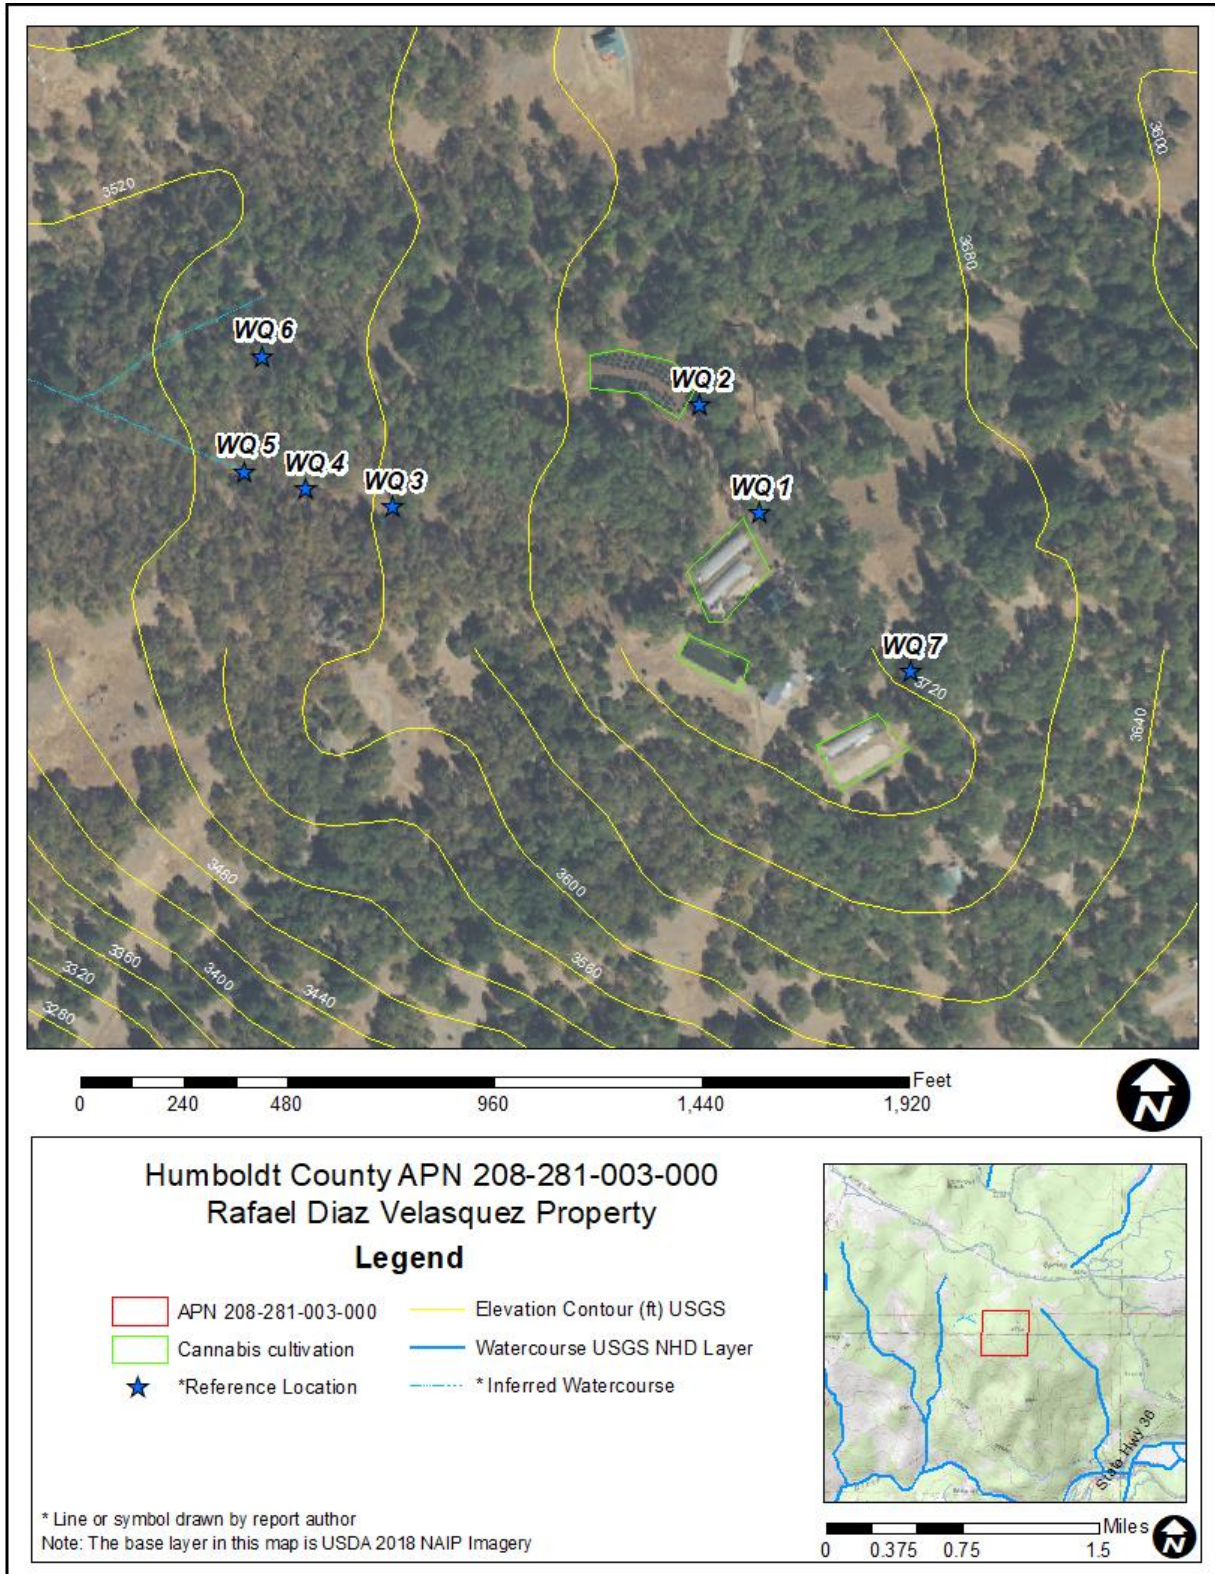 3600
3520
3680
WQ 6
WQ 2
WQ 5
WQ 4
WQ 3
WQ 1
WQ 7
3720
3640
3460
3600
3360
3400
3560
3320
3440
3280
Feet
0 240 480 960 1,440 1,920
N
Humboldt County APN 208-281-003-000
Rafael Diaz Velasquez Property
Legend
APN 208-281-003-000
Elevation Contour (ft) USGS
Cannabis cultivation
Watercourse USGS NHD Layer
*Reference Location
* Inferred Watercourse
State Hwy 36
* Line or symbol drawn by report author
Note: The base layer in this map is USDA 2018 NAIP Imagery
Miles
0 0.375 0.75 1.5
N